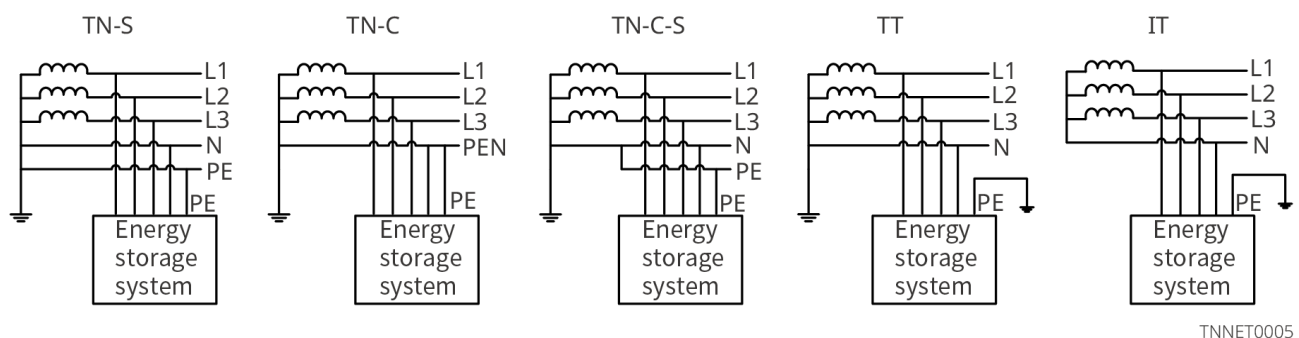 TN-S
TN-C
TN-C-S
TT
IT
L1
L2
L3
N
PE
PE
Energy
storage
system
L1
L2
L3
PEN
PE
Energy
storage
system
L1
L2
L3
N
PE
PE
Energy
storage
system
L1
L2
L3
N
PE
Energy
storage
system
L1
L2
L3
N
PE
Energy
storage
system
TNNET0005